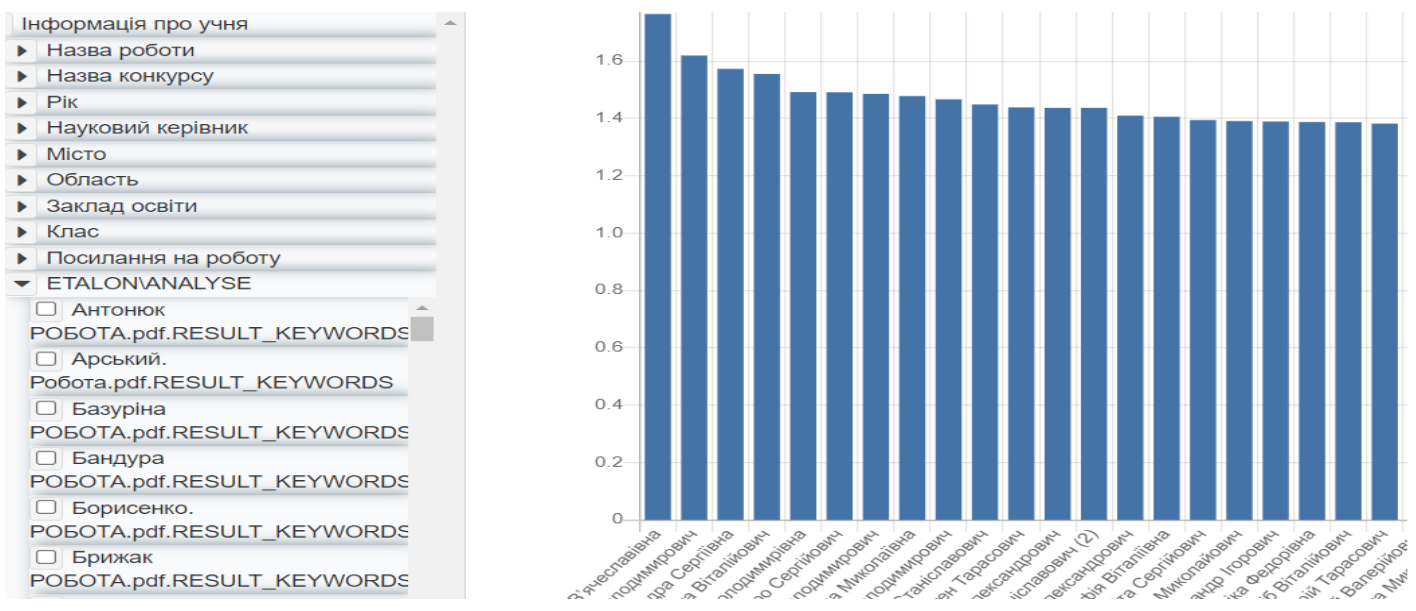 Інформація про учня
Назва роботи
Назва конкурсу
Рік
Науковий керівник
Місто
Область
Заклад освіти
Клас
Посилання на роботу
ETALON\ANALYSE
Антонюк
РОБОТА.pdf.RESULT_KEYWORDS
Арський.
Робота.pdf.RESULT_KEYWORDS
Базуріна
РОБОТА.pdf.RESULT_KEYWORDS
Бандура
РОБОТА.pdf.RESULT_KEYWORDS
Борисенко.
РОБОТА.pdf.RESULT_KEYWORDS
Брижак
РОБОТА.pdf.RESULT_KEYWORDS
1.6
1.4
1.2
1.0
0.8
0.6
0.4
0.2
0
В'ячеславівна
Сергіївна
Віталійович
Сергійович
Миколаївна
Станіславович
Тарасович
(2)
Віталіївна
Сергійович
Миколайович
Ігорович
Федорівна
Віталійович
Тарасович